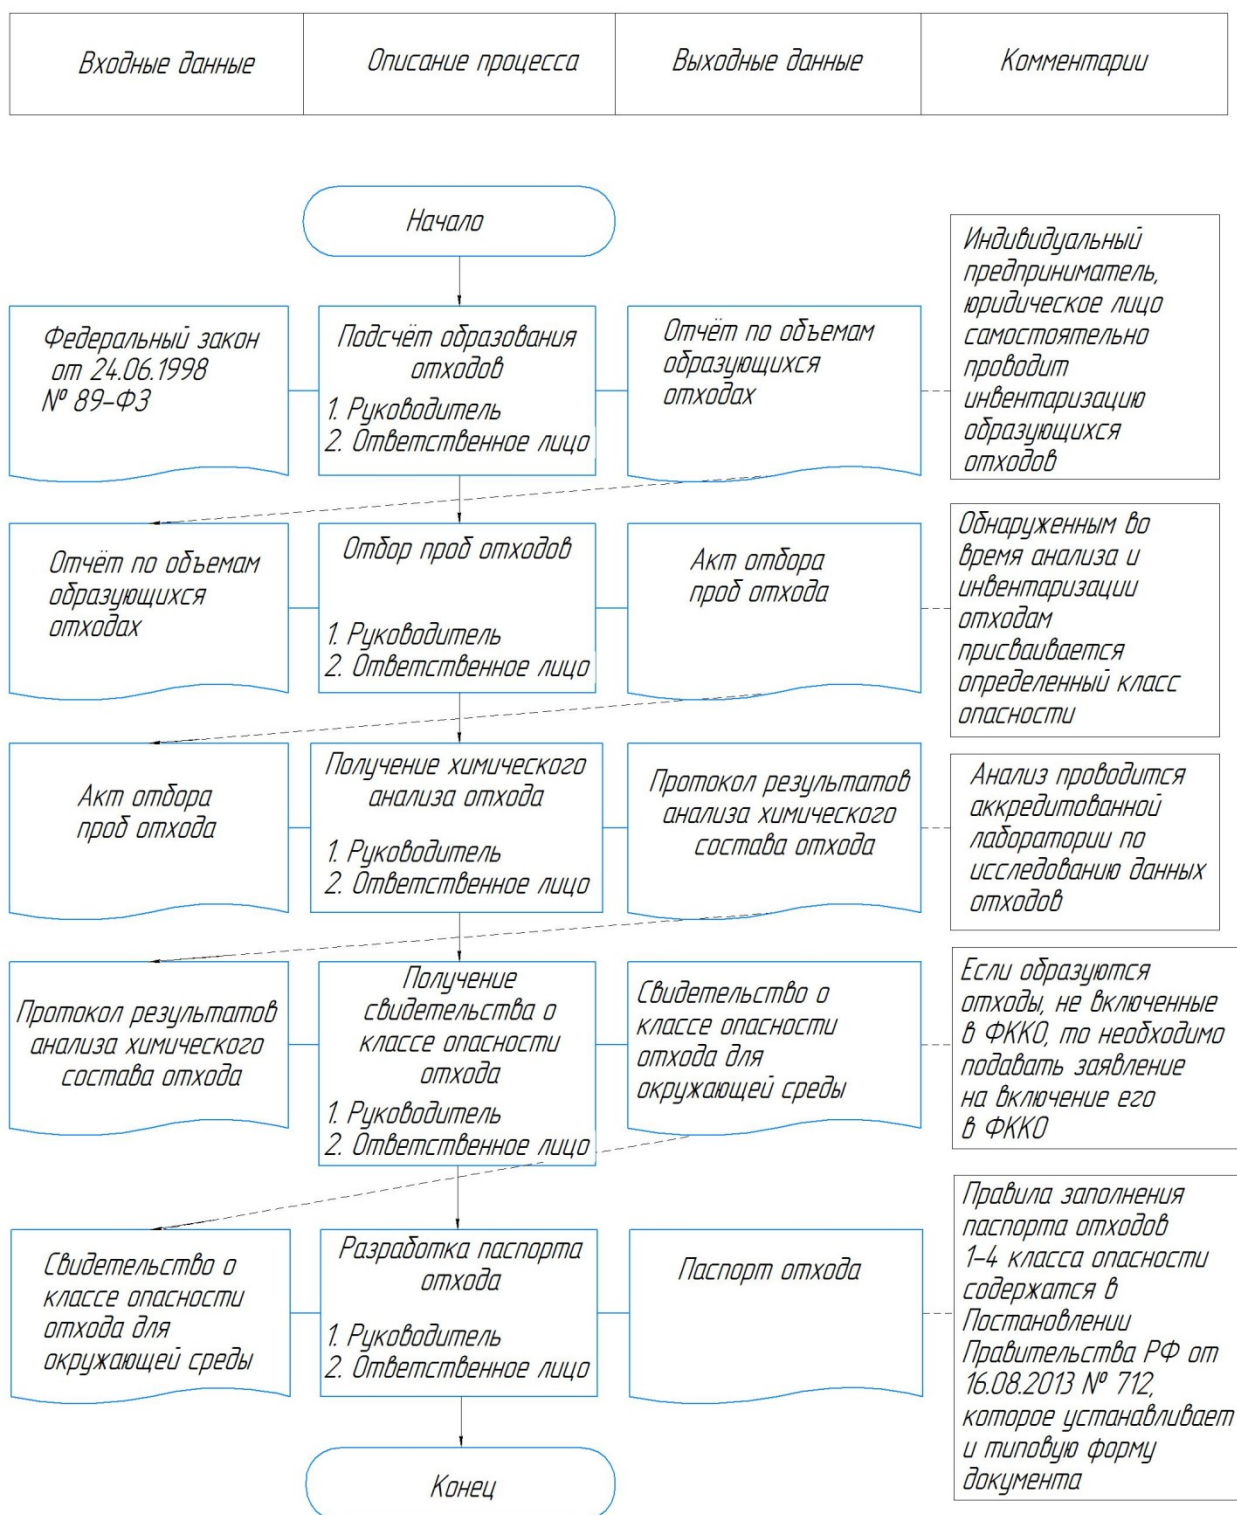 Входные данные
Описание процесса
Выходные данные
Комментарии
Начало
Федеральный закон
от 24.06.1998
№ 89-ФЗ
Подсчёт образования
отходов
1. Руководитель
2. Ответственное лицо
Отчёт по объемам
образующихся
отходах
Индивидуальный
предприниматель,
юридическое лицо
самостоятельно
проводит
инвентаризацию
образующихся
отходов
Отчёт по объемам
образующихся
отходах
Отбор проб отходов
1. Руководитель
2. Ответственное лицо
Акт отбора
проб отхода
Обнаруженным во
время анализа и
инвентаризации
отходам
присваивается
определенный класс
опасности
Акт отбора
проб отхода
Получение химического
анализа отхода
1. Руководитель
2. Ответственное лицо
Протокол результатов
анализа химического
состава отхода
Анализ проводится
аккредитованной
лаборатории по
исследованию данных
отходов
Протокол результатов
анализа химического
состава отхода
Получение
свидетельства о
классе опасности
отхода
1. Руководитель
2. Ответственное лицо
Свидетельство о
классе опасности
отхода для
окружающей среды
Если образуются
отходы, не включенные
в ФККО, то необходимо
подавать заявление
на включение его
в ФККО
Свидетельство о
классе опасности
отхода для
окружающей среды
Разработка паспорта
отхода
1. Руководитель
2. Ответственное лицо
Паспорт отхода
Правила заполнения
паспорта отходов
1-4 класса опасности
содержатся в
Постановлении
Правительства РФ от
16.08.2013 № 712,
которое устанавливает
и типовую форму
документа
Конец